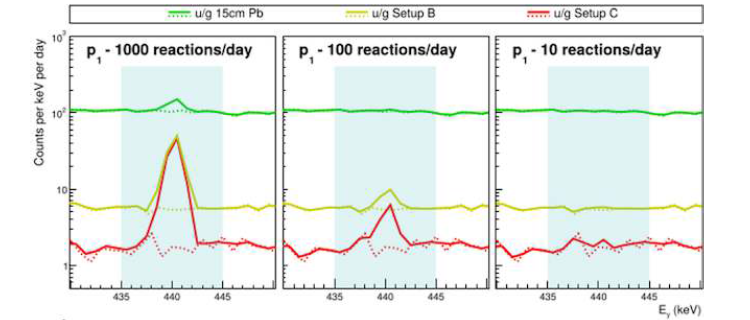 u/g 15cm Pb u/g Setup B u/g Setup C
p1 - 1000 reactions/day p1 - 100 reactions/day p1 - 10 reactions/day
Counts per keV per day
10³
10²
10
1
435 440 445 435 440 445 435 440 445
Eγ (keV)